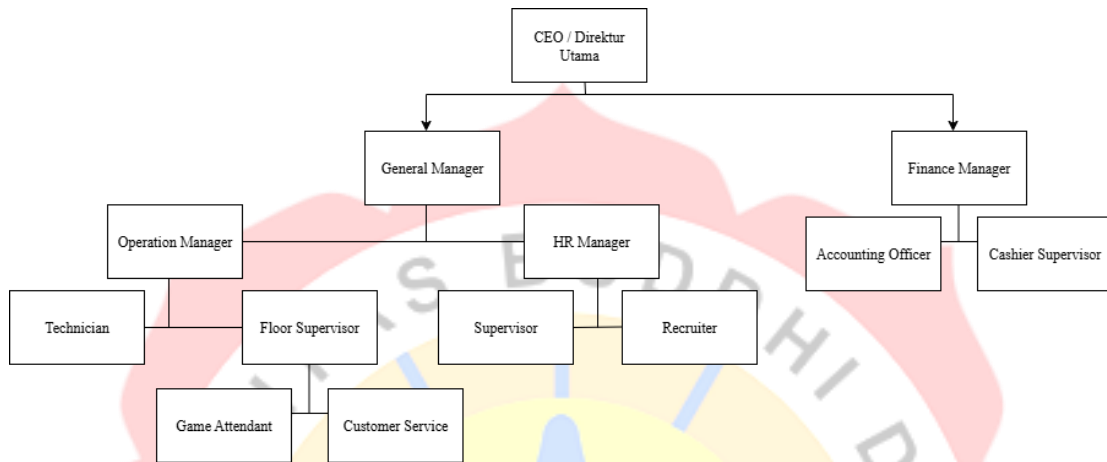 CEO / Direktur
Utama
General Manager
Finance Manager
Operation Manager
HR Manager
Accounting Officer
Cashier Supervisor
Technician
Floor Supervisor
Supervisor
Recruiter
Game Attendant
Customer Service